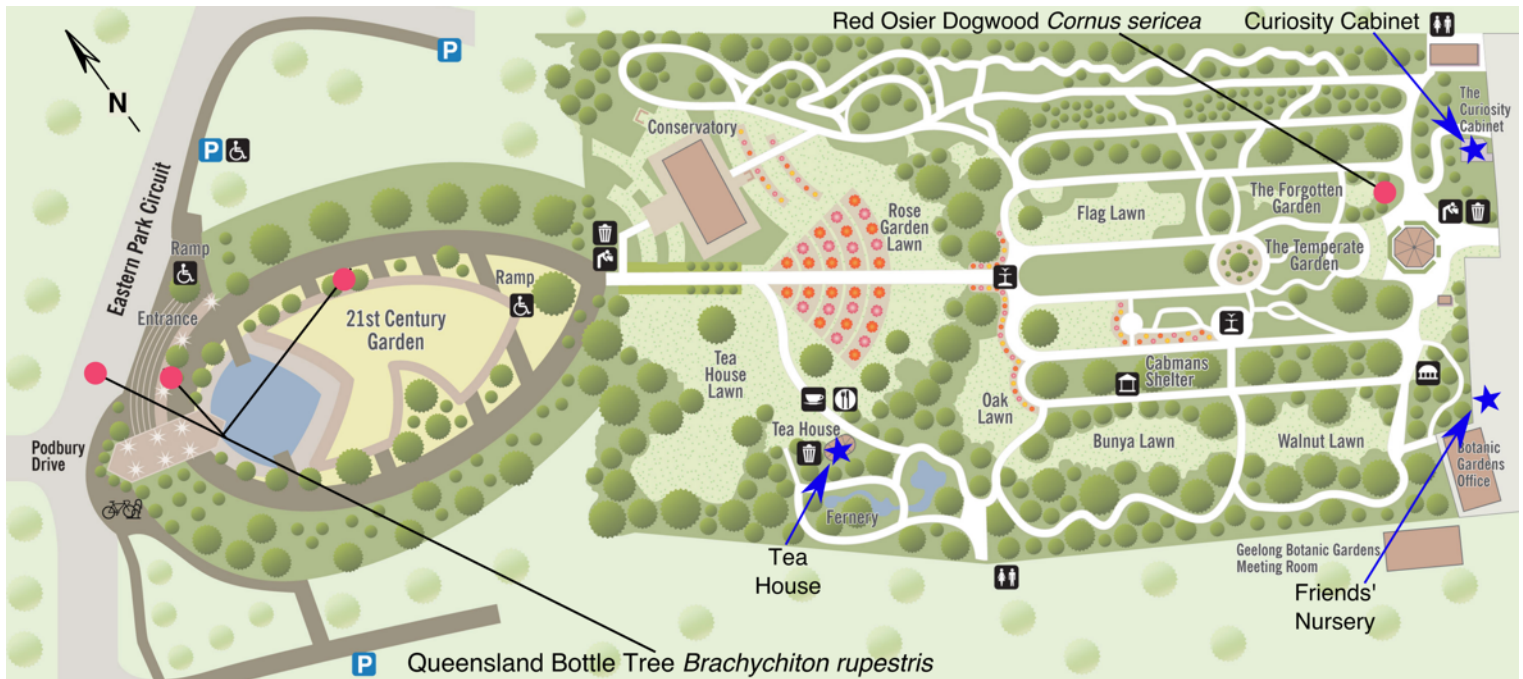 Red Osier Dogwood Cornus sericea
Curiosity Cabinet
P
N
P
Eastern Park Circuit
Conservatory
The
Curiosity
Cabinet
Ramp
Rose
Garden
Lawn
Flag Lawn
The Forgotten
Garden
The Temperate
Garden
Entrance
Ramp
21st Century
Garden
Tea
House
Lawn
Cabmans
Shelter
Oak
Lawn
Podbury
Drive
Tea House
Bunya Lawn
Walnut Lawn
Botanic
Gardens
Office
Fernery
Geelong Botanic Gardens
Meeting Room
Tea
House
Friends'
Nursery
P
Queensland Bottle Tree Brachychiton rupestris